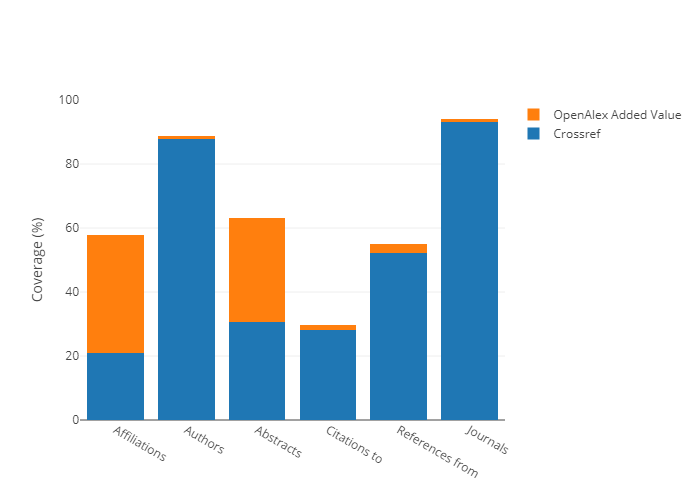 100
80
60
40
20
0
Coverage (%)
Affiliations
Authors
Abstracts
Citations to
References from
Journals
OpenAlex Added Value
Crossref